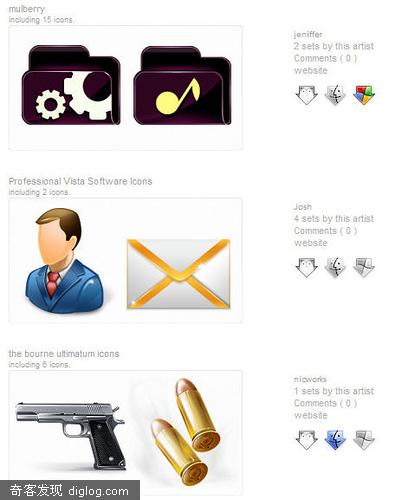 mulberry
including 15 icons.
jeniffer
2 sets by this artist
Comments ( 0 )
website
Professional Vista Software Icons
including 2 icons.
Josh
4 sets by this artist
Comments ( 0 )
website
the bourne ultimatum icons
including 6 icons.
nicworks
1 sets by this artist
Comments ( 0 )
website
奇客发现 diglog.com